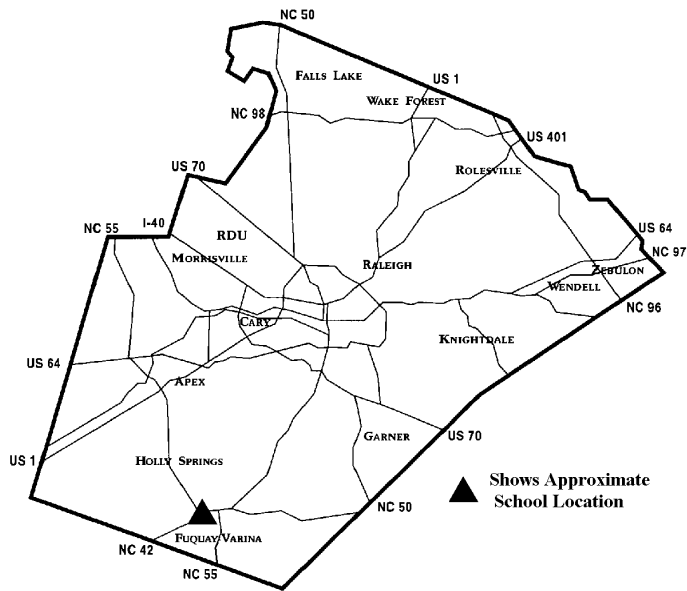 NC 50
FALLS LAKE
US 1
WAKE FOREST
NC 98
US 401
US 70
ROLESVILLE
I-40
NC 55
RDU
US 64
MORRISVILLE
NC 97
RALEIGH
ZEBULON
WENDELL
NC 96
CARY
KNIGHTDALE
US 64
APEX
GARNER
US 70
US 1
HOLLY SPRINGS
Shows Approximate
School Location
NC 50
FUQUAY VARINA
NC 42
NC 55